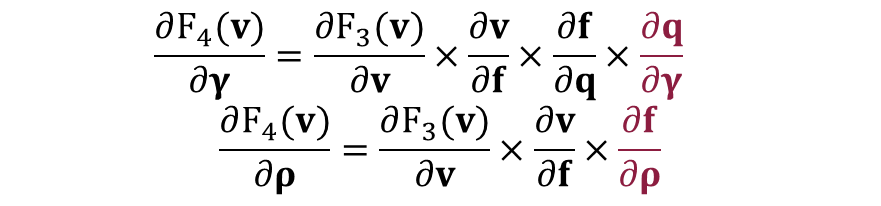 ∂F₄(𝐯)/∂𝛄 = ∂F₃(𝐯)/∂𝐯 × ∂𝐯/∂𝐟 × ∂𝐟/∂𝐪 × ∂𝐪/∂𝛄
∂F₄(𝐯)/∂𝛒 = ∂F₃(𝐯)/∂𝐯 × ∂𝐯/∂𝐟 × ∂𝐟/∂𝛒